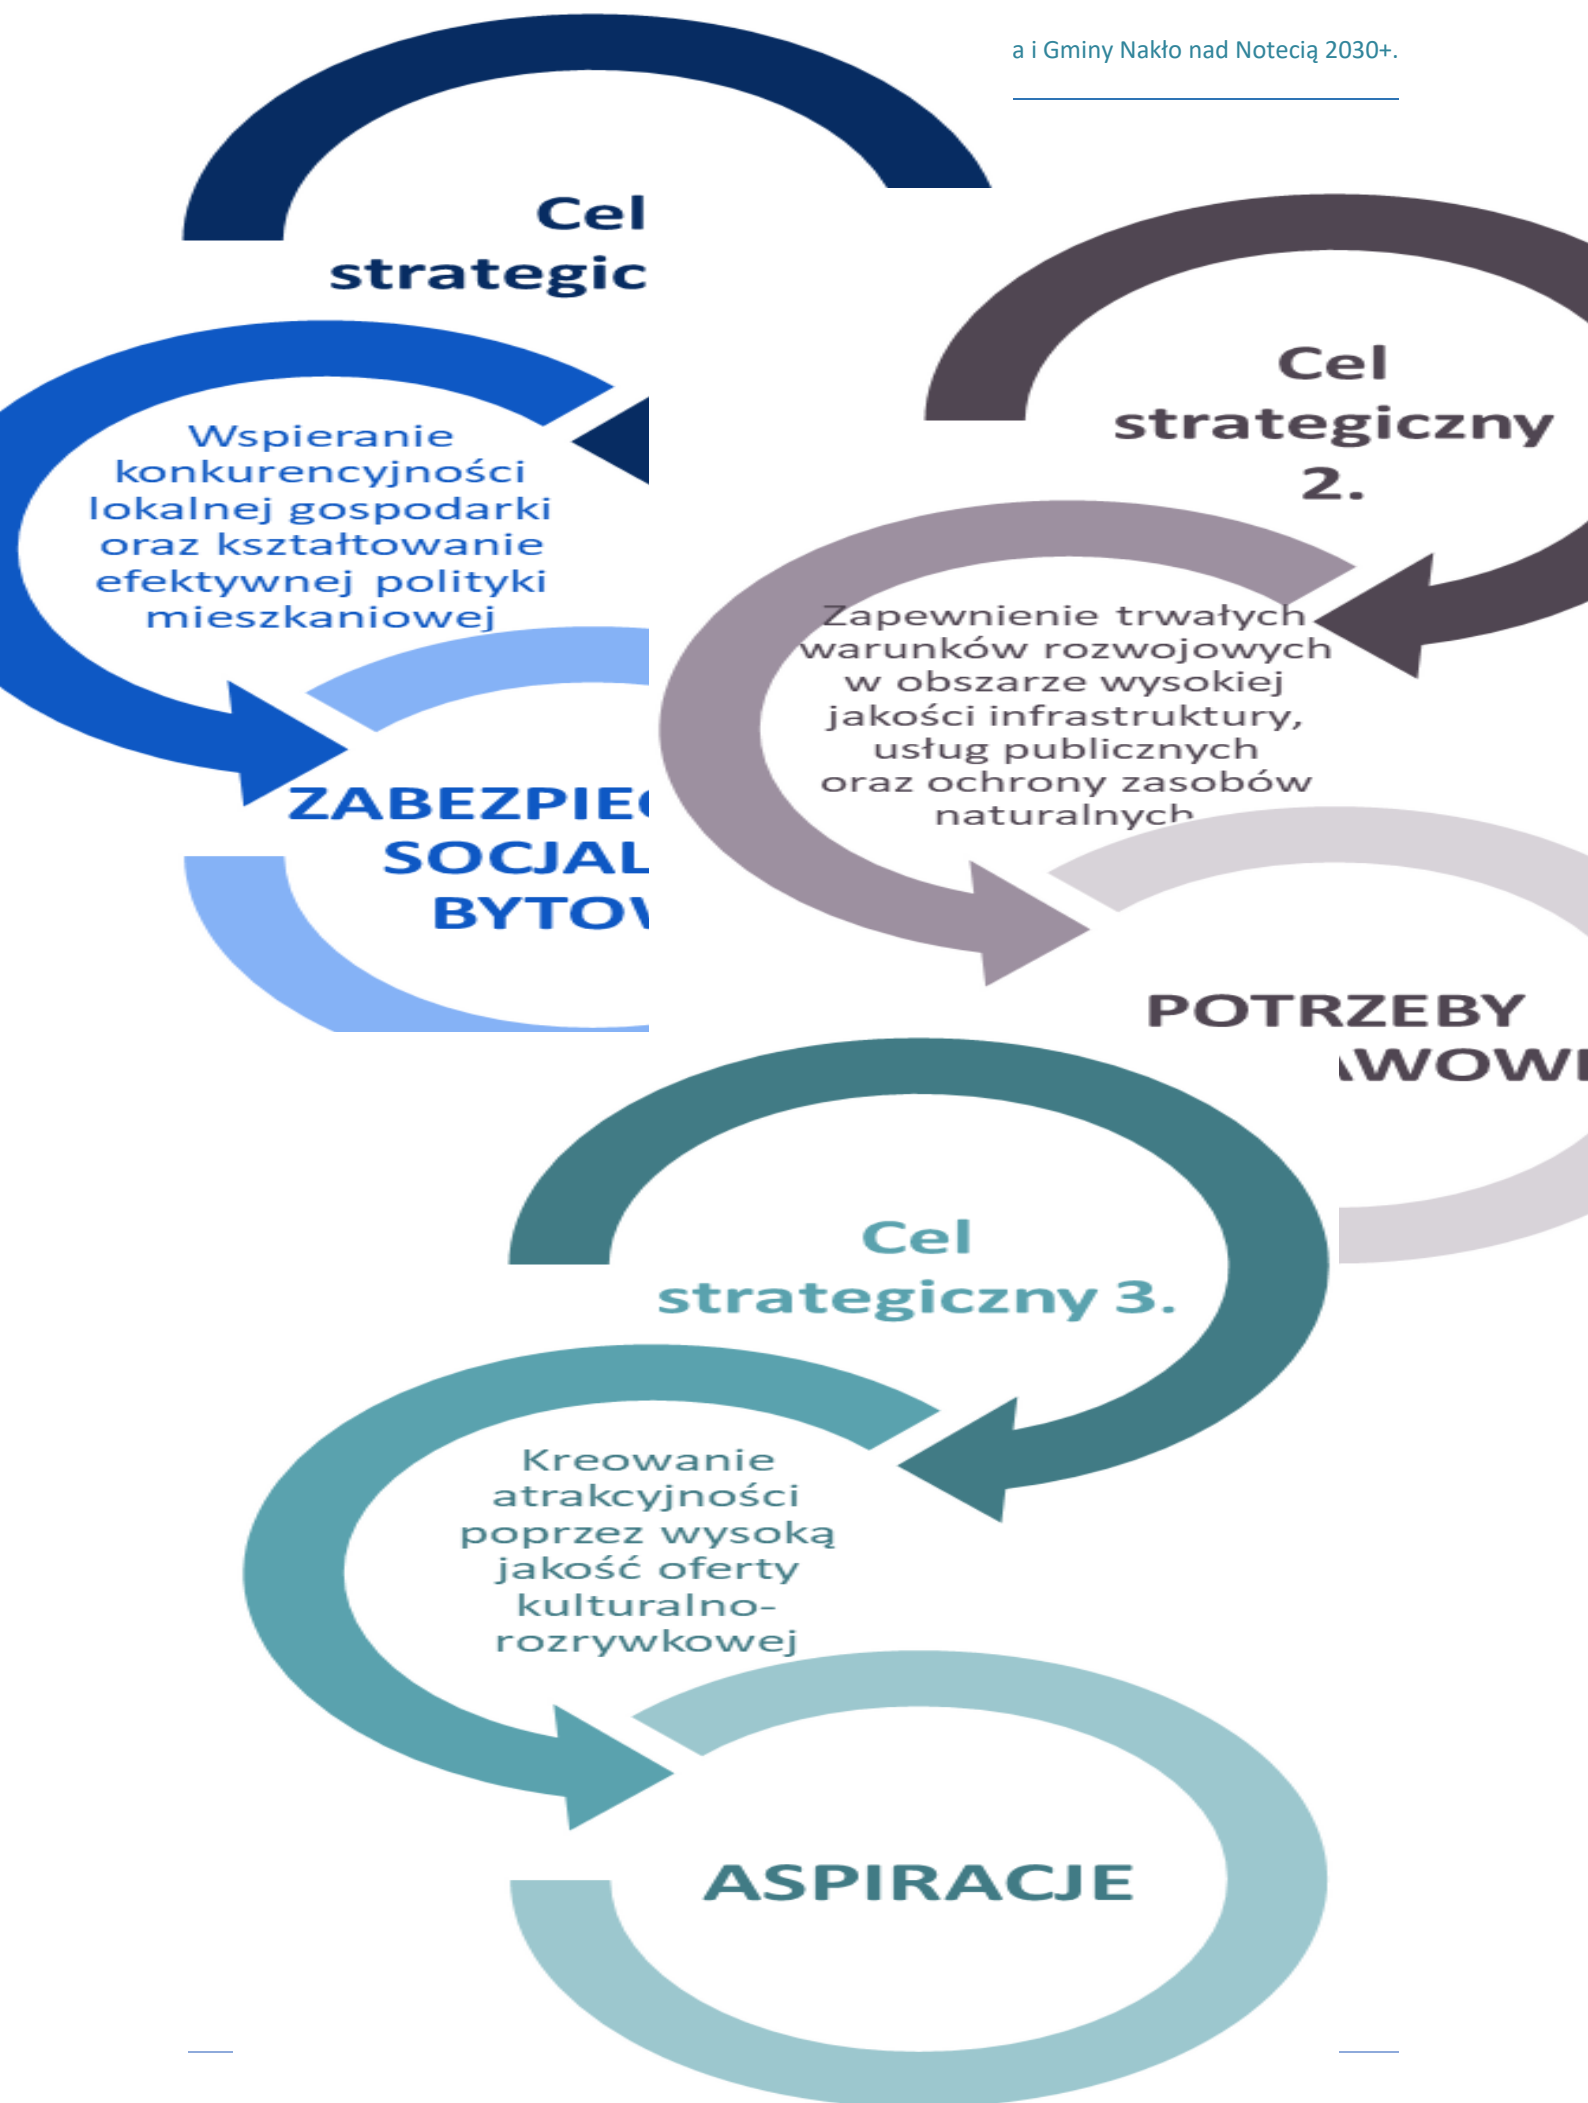 a i Gminy Nakło nad Notecią 2030+.
Cel
Wspieranie
konkurencyjności
lokalnej gospodarki
oraz kształtowanie
efektywnej polityki
mieszkaniowej
Cel
strategiczny
2.
Zapewnienie trwałych
warunków rozwojowych
w obszarze wysokiej
jakości infrastruktury,
usług publicznych
oraz ochrony zasobów
naturalnych
POTRZEBY
Cel
strategiczny 3.
Kreowanie
atrakcyjności
poprzez wysoką
jakość oferty
kulturalno-
rozrywkowej
ASPIRACJE